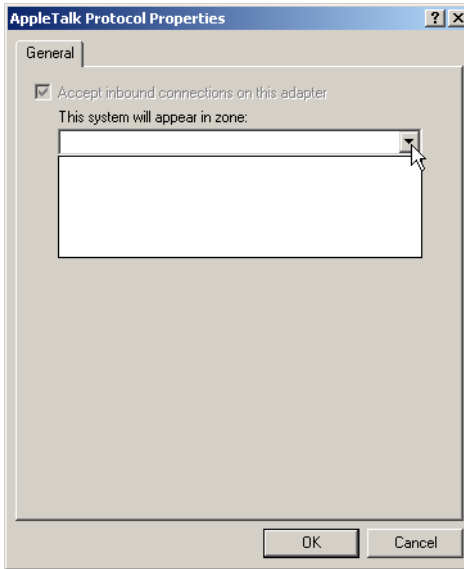 AppleTalk Protocol Properties
General
Accept inbound connections on this adapter
This system will appear in zone:
OK
Cancel